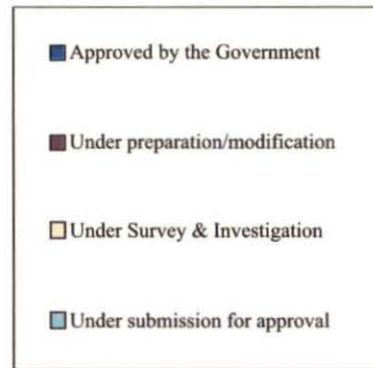 Approved by the Government
Under preparation/modification
Under Survey & Investigation
Under submission for approval